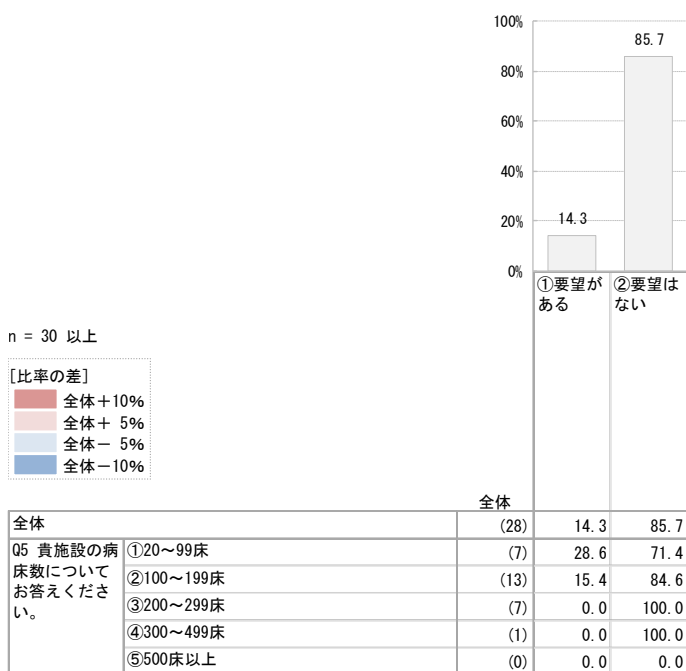 100%
80%
60%
40%
20%
0%
14.3
85.7
①要望が
ある
②要望は
ない
n = 30 以上
[比率の差]
全体＋10%
全体＋ 5%
全体－ 5%
全体－10%
全体
全体 (28) 14.3 85.7
Q5 貴施設の病
床数について
お答えくださ
い。
①20～99床 (7) 28.6 71.4
②100～199床 (13) 15.4 84.6
③200～299床 (7) 0.0 100.0
④300～499床 (1) 0.0 100.0
⑤500床以上 (0) 0.0 0.0